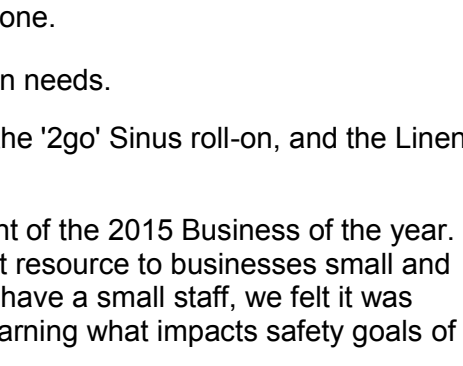 one.
n needs.
he '2go' Sinus roll-on, and the Linen
nt of the 2015 Business of the year.
t resource to businesses small and
have a small staff, we felt it was
arning what impacts safety goals of